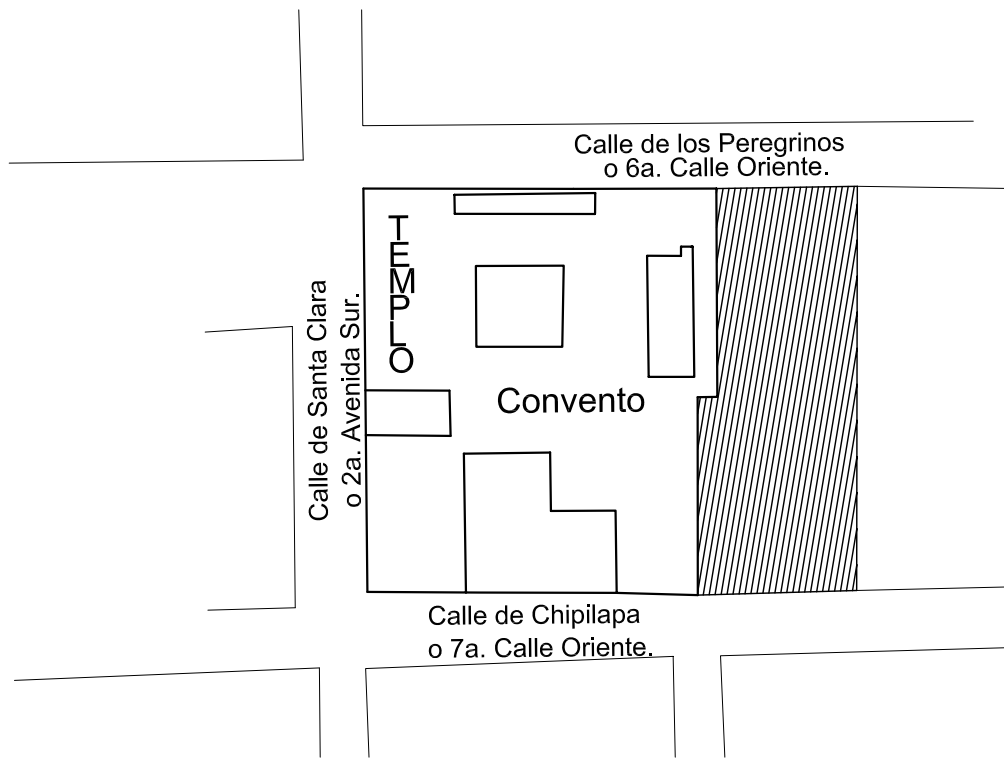 Calle de los Peregrinos
o 6a. Calle Oriente.
TEMPLO
Calle de Santa Clara
o 2a. Avenida Sur.
Convento
Calle de Chipilapa
o 7a. Calle Oriente.